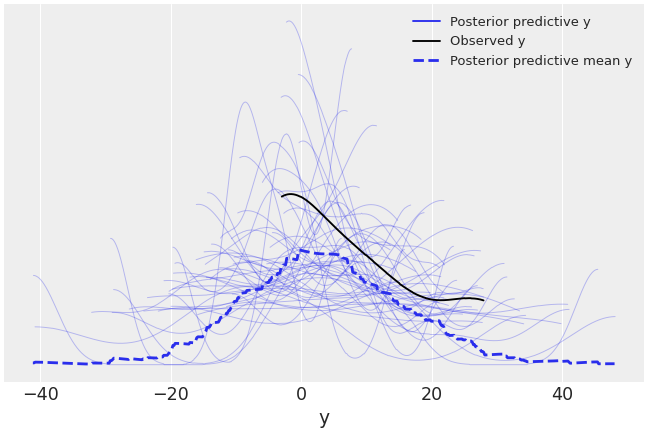 Posterior predictive y
Observed y
Posterior predictive mean y
−40
−20
0
20
40
y